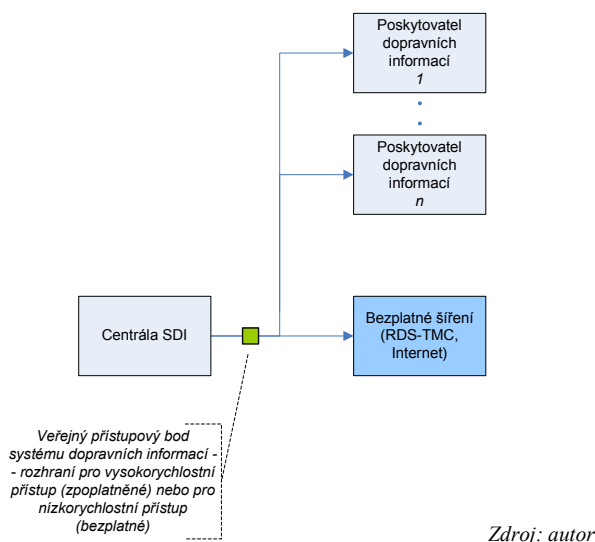 Poskytovatel
dopravních
informací
1
Poskytovatel
dopravních
informací
n
Centrála SDI
Bezplatné šíření
(RDS-TMC,
Internet)
Veřejný přístupový bod
systému dopravních informací -
- rozhraní pro vysokorychlostní
přístup (zpoplatněné) nebo pro
nízkorychlostní přístup
(bezplatné)
Zdroj: autor